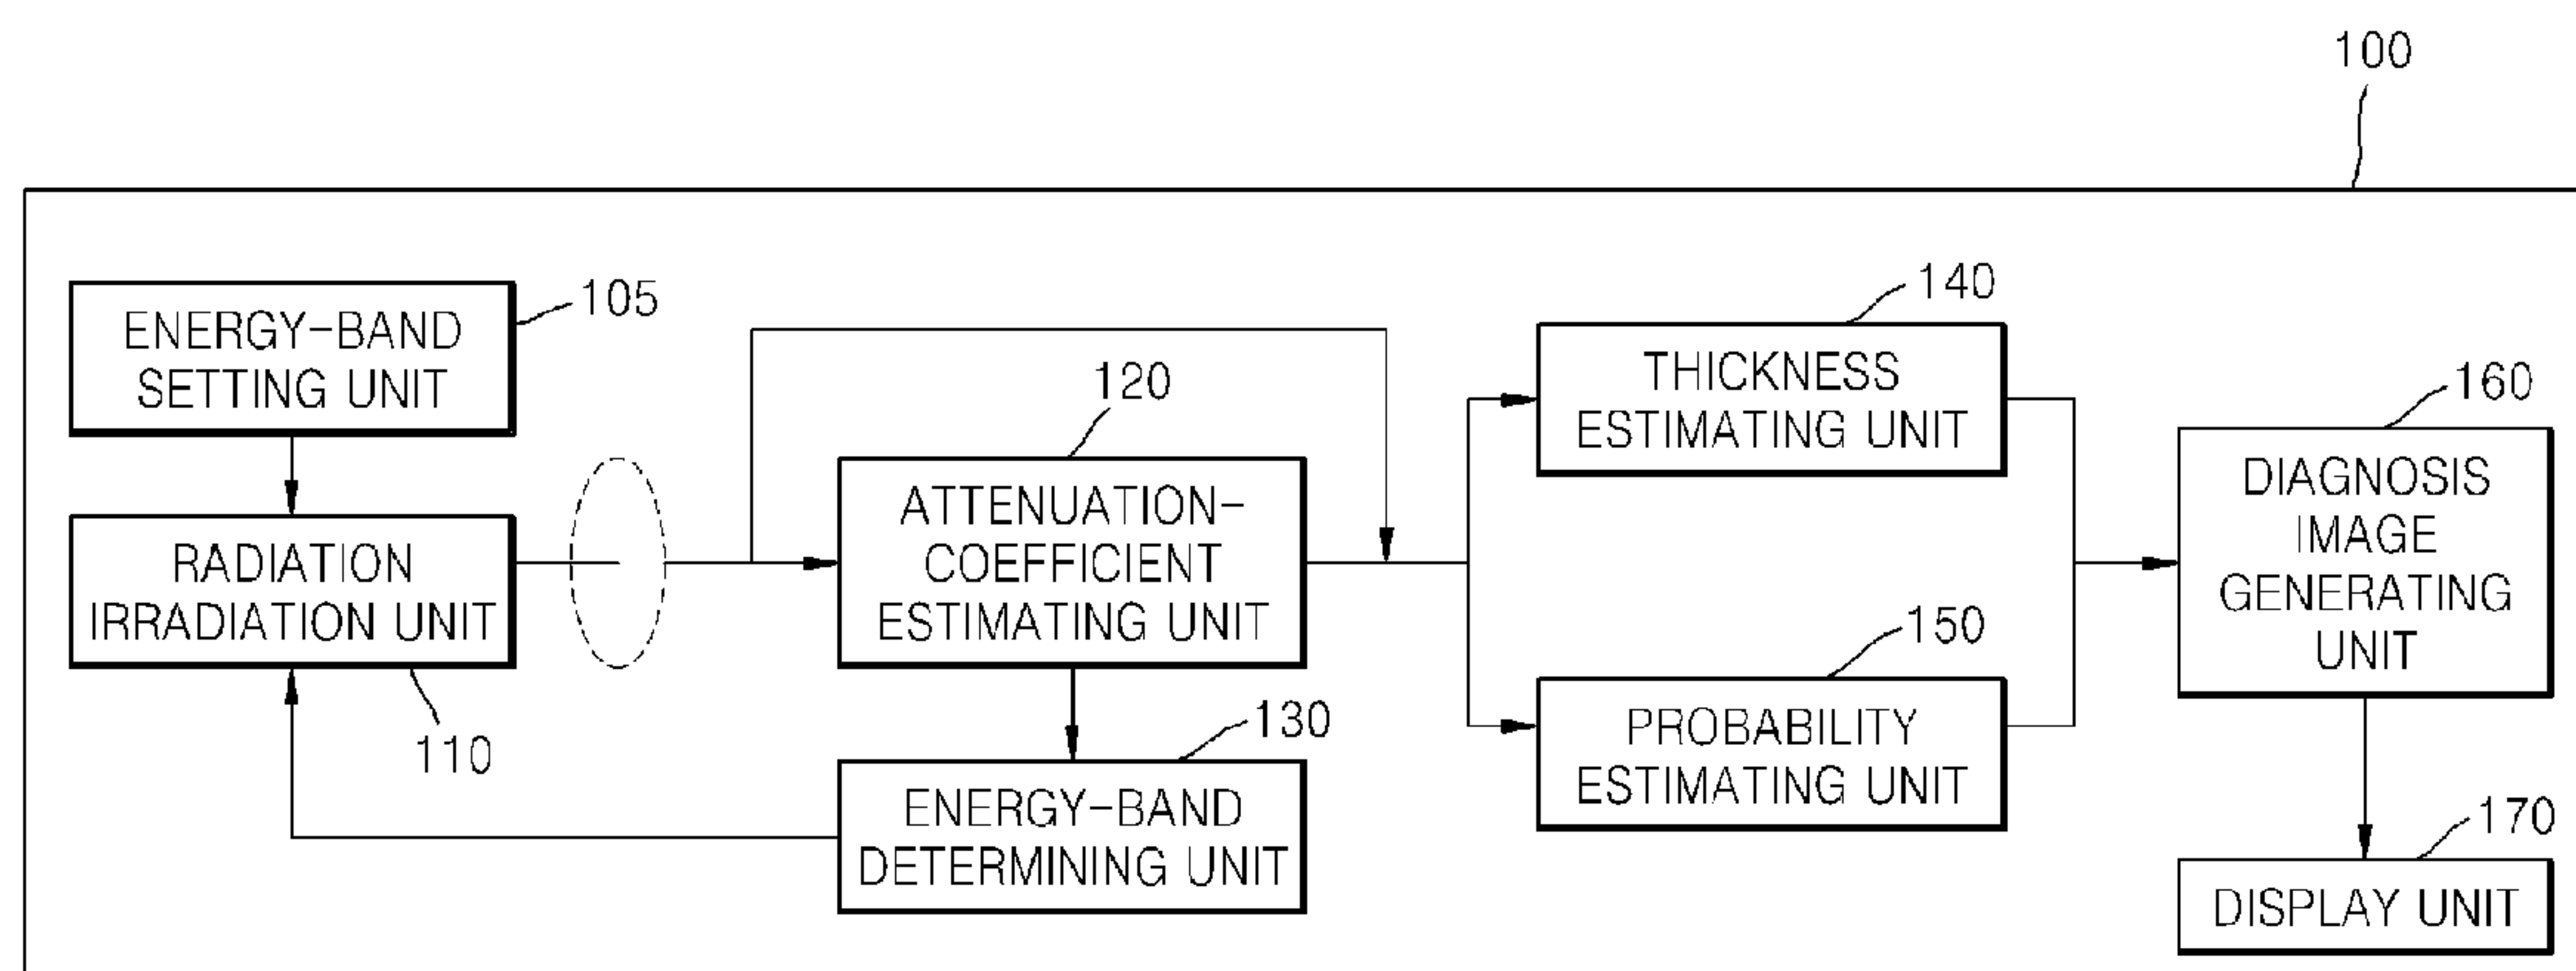 100
105
ENERGY-BAND
SETTING UNIT
RADIATION
IRRADIATION UNIT
110
120
ATTENUATION-
COEFFICIENT
ESTIMATING UNIT
130
ENERGY-BAND
DETERMINING UNIT
140
THICKNESS
ESTIMATING UNIT
150
PROBABILITY
ESTIMATING UNIT
160
DIAGNOSIS
IMAGE
GENERATING
UNIT
170
DISPLAY UNIT